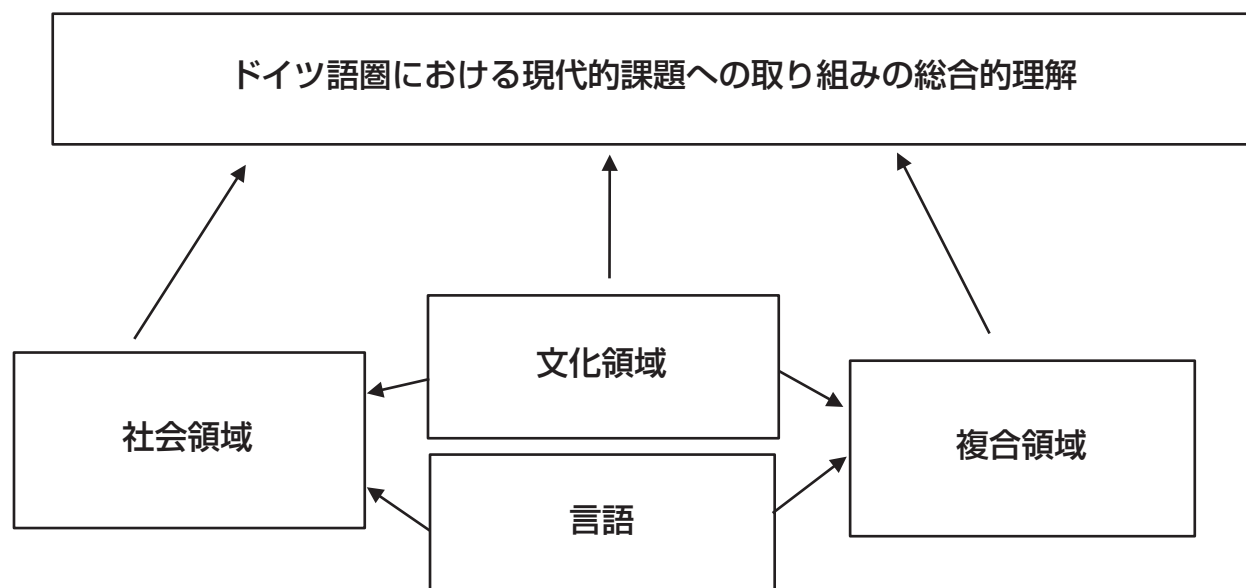 ドイツ語圏における現代的課題への取り組みの総合的理解
文化領域
社会領域
複合領域
言語